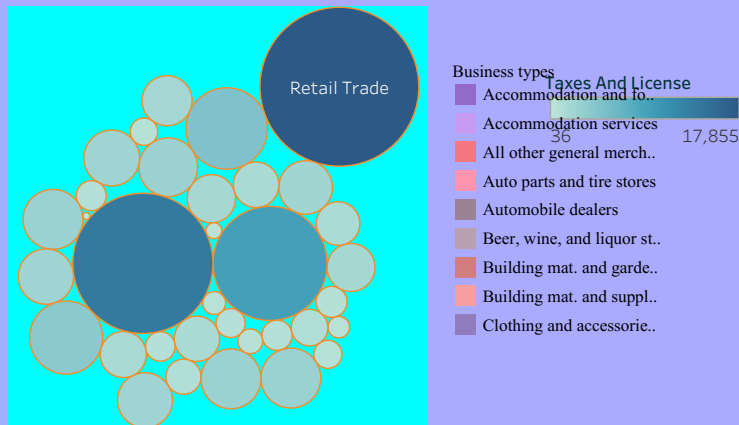 Retail Trade
Business types
Taxes And License
Accommodation and fo..
Accommodation services
36
17,855
All other general merch..
Auto parts and tire stores
Automobile dealers
Beer, wine, and liquor st..
Building mat. and garde..
Building mat. and suppl..
Clothing and accessorie..